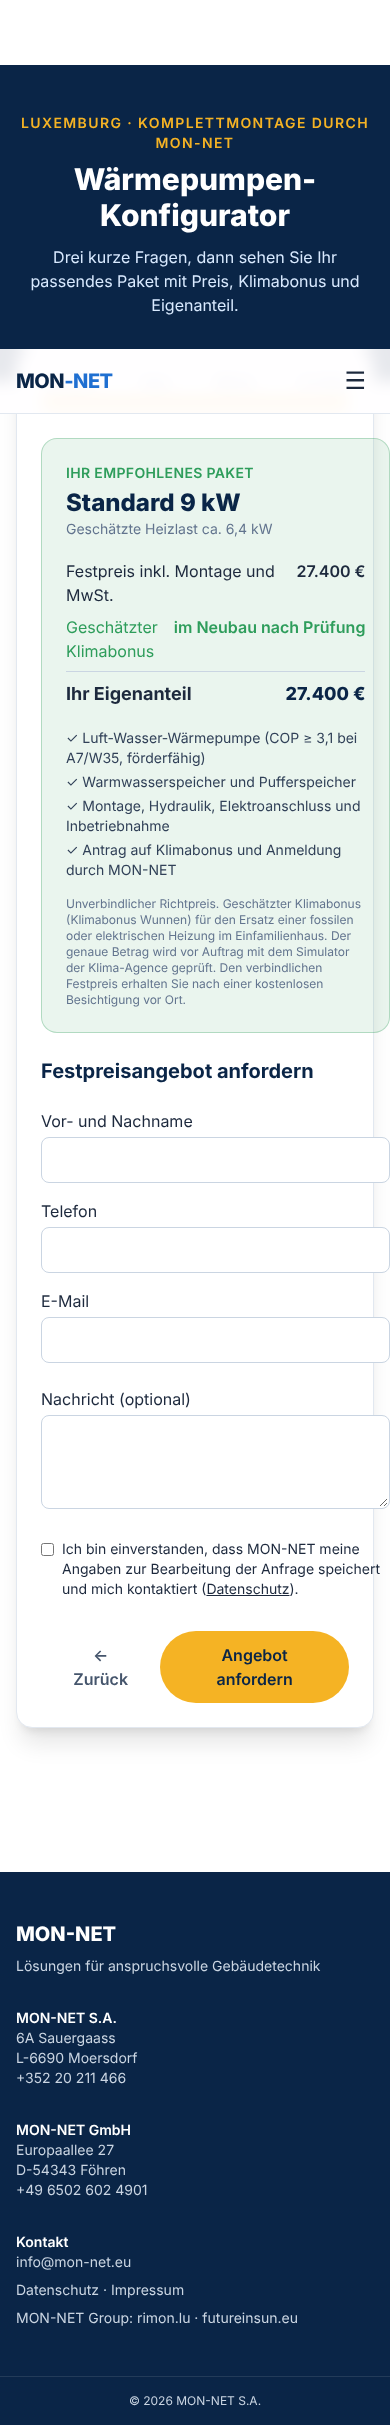 LUXEMBURG · KOMPLETTMONTAGE DURCH
MON-NET
Wärmepumpen-
Konfigurator
Drei kurze Fragen, dann sehen Sie Ihr
passendes Paket mit Preis, Klimabonus und
Eigenanteil.
MON-NET ☰
IHR EMPFOHLENES PAKET
Standard 9 kW
Geschätzte Heizlast ca. 6,4 kW
Festpreis inkl. Montage und 27.400 €
MwSt.
Geschätzter im Neubau nach Prüfung
Klimabonus
Ihr Eigenanteil 27.400 €
✓ Luft-Wasser-Wärmepumpe (COP ≥ 3,1 bei
A7/W35, förderfähig)
✓ Warmwasserspeicher und Pufferspeicher
✓ Montage, Hydraulik, Elektroanschluss und
Inbetriebnahme
✓ Antrag auf Klimabonus und Anmeldung
durch MON-NET
Unverbindlicher Richtpreis. Geschätzter Klimabonus
(Klimabonus Wunnen) für den Ersatz einer fossilen
oder elektrischen Heizung im Einfamilienhaus. Der
genaue Betrag wird vor Auftrag mit dem Simulator
der Klima-Agence geprüft. Den verbindlichen
Festpreis erhalten Sie nach einer kostenlosen
Besichtigung vor Ort.
Festpreisangebot anfordern
Vor- und Nachname
Telefon
E-Mail
Nachricht (optional)
Ich bin einverstanden, dass MON-NET meine
Angaben zur Bearbeitung der Anfrage speichert
und mich kontaktiert (Datenschutz).
←
Zurück
Angebot
anfordern
MON-NET
Lösungen für anspruchsvolle Gebäudetechnik
MON-NET S.A.
6A Sauergaass
L-6690 Moersdorf
+352 20 211 466
MON-NET GmbH
Europaallee 27
D-54343 Föhren
+49 6502 602 4901
Kontakt
info@mon-net.eu
Datenschutz · Impressum
MON-NET Group: rimon.lu · futureinsun.eu
© 2026 MON-NET S.A.